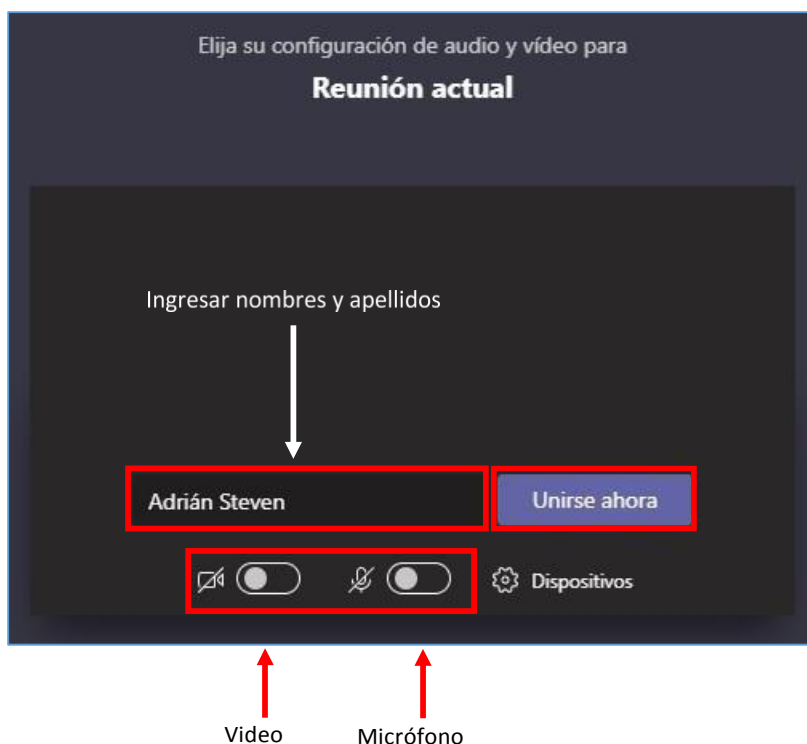 Elija su configuración de audio y vídeo para
Reunión actual
Ingresar nombres y apellidos
Adrián Steven
Unirse ahora
Dispositivos
Video
Micrófono